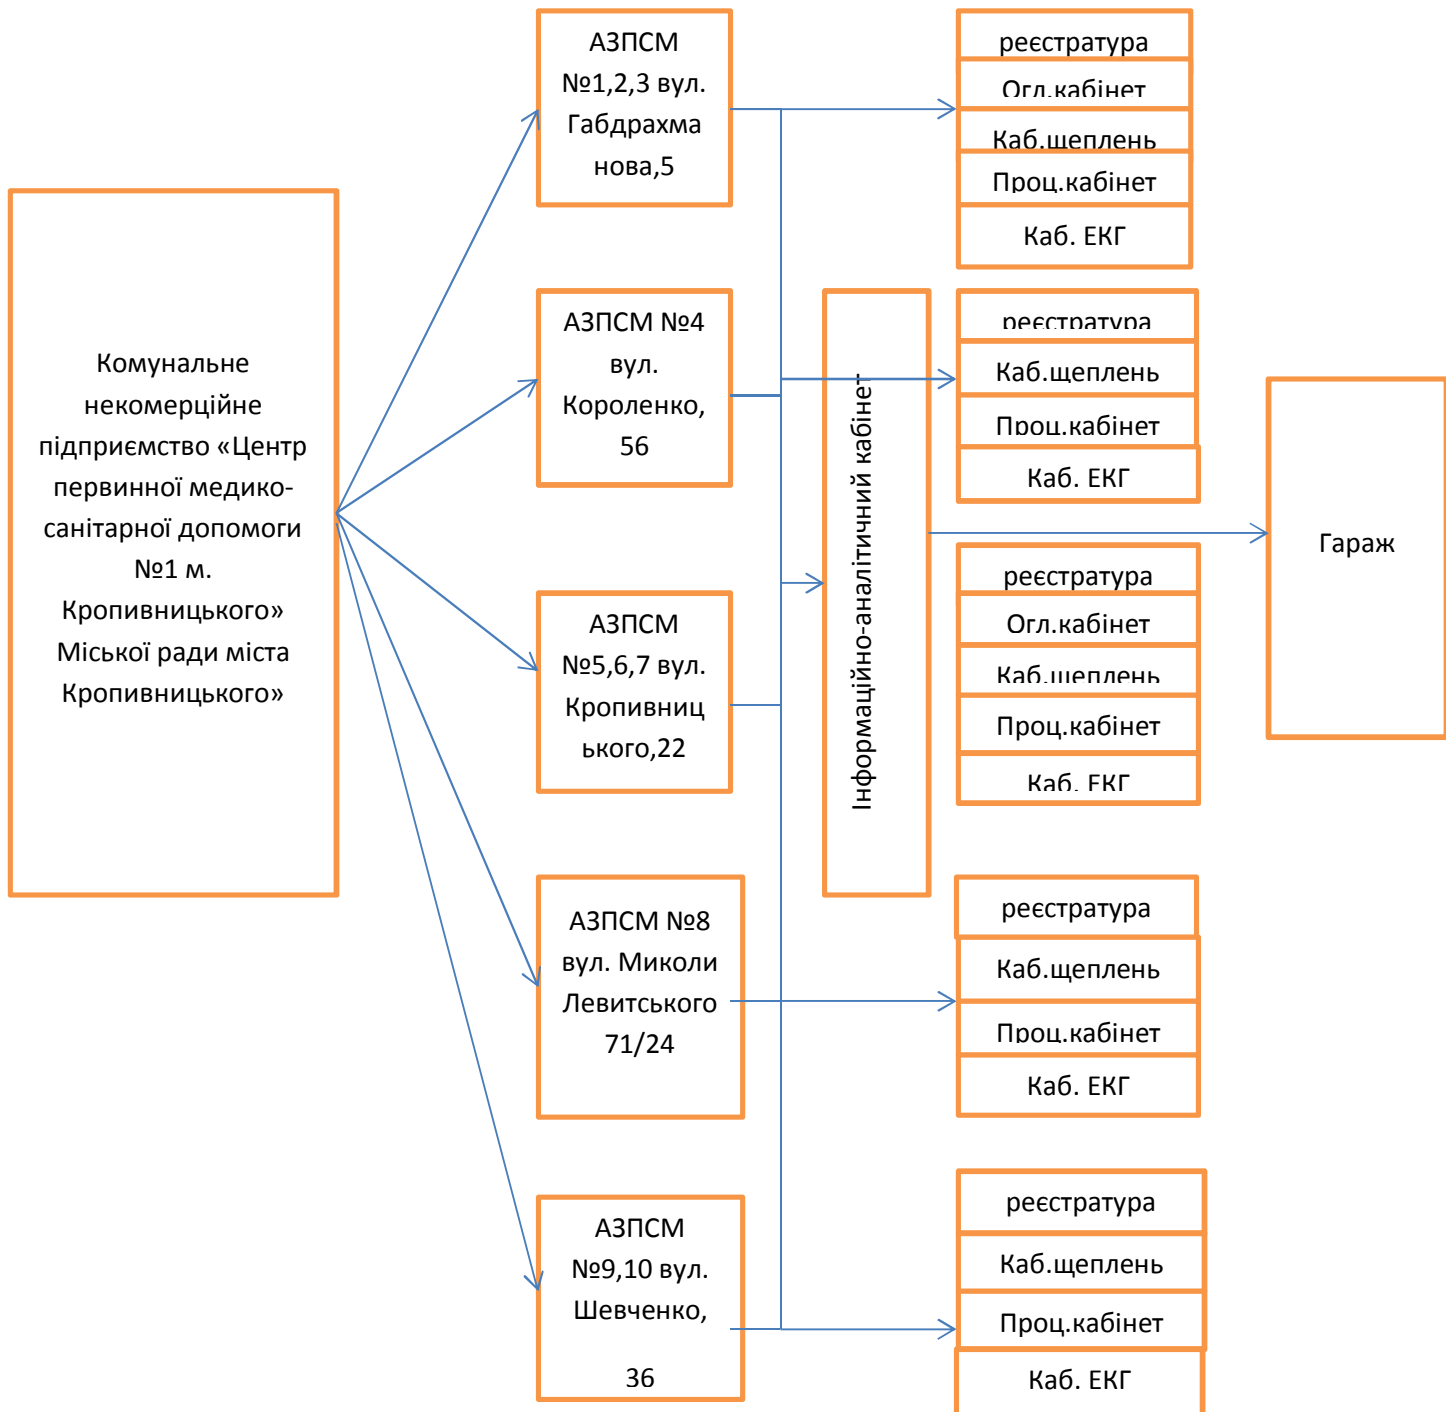 Комунальне
некомерційне
підприємство «Центр
первинної медико-
санітарної допомоги
№1 м.
Кропивницького»
Міської ради міста
Кропивницького»
АЗПСМ
№1,2,3 вул.
Габдрахма
нова,5
АЗПСМ №4
вул.
Короленко,
56
АЗПСМ
№5,6,7 вул.
Кропивниц
ького,22
АЗПСМ №8
вул. Миколи
Левитського
71/24
АЗПСМ
№9,10 вул.
Шевченко,
36
Інформаційно-аналітичний кабінет
реєстратура
Огл.кабінет
Каб.щеплень
Проц.кабінет
Каб. ЕКГ
реєстратура
Каб.щеплень
Проц.кабінет
Каб. ЕКГ
реєстратура
Огл.кабінет
Каб.щеплень
Проц.кабінет
Каб. ЕКГ
реєстратура
Каб.щеплень
Проц.кабінет
Каб. ЕКГ
реєстратура
Каб.щеплень
Проц.кабінет
Каб. ЕКГ
Гараж